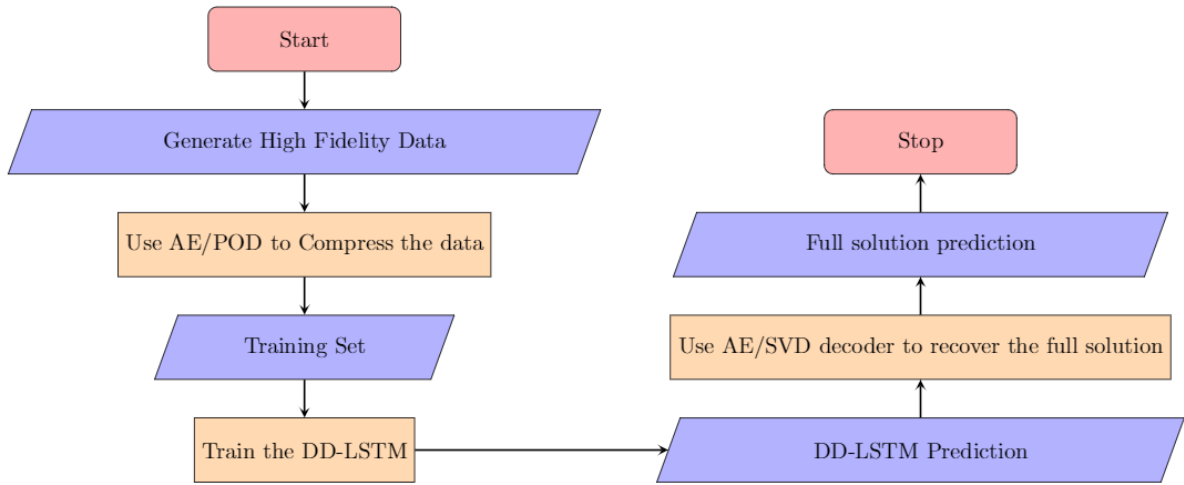 Start
Generate High Fidelity Data
Use AE/POD to Compress the data
Training Set
Train the DD-LSTM
DD-LSTM Prediction
Use AE/SVD decoder to recover the full solution
Full solution prediction
Stop